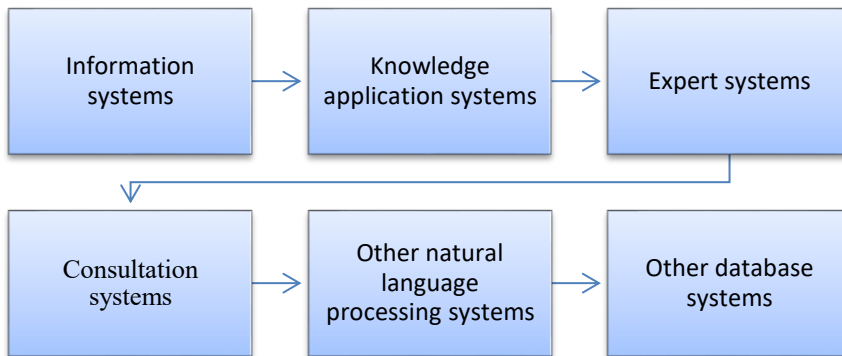 Information
systems
Knowledge
application systems
Expert systems
Consultation
systems
Other natural
language
processing systems
Other database
systems